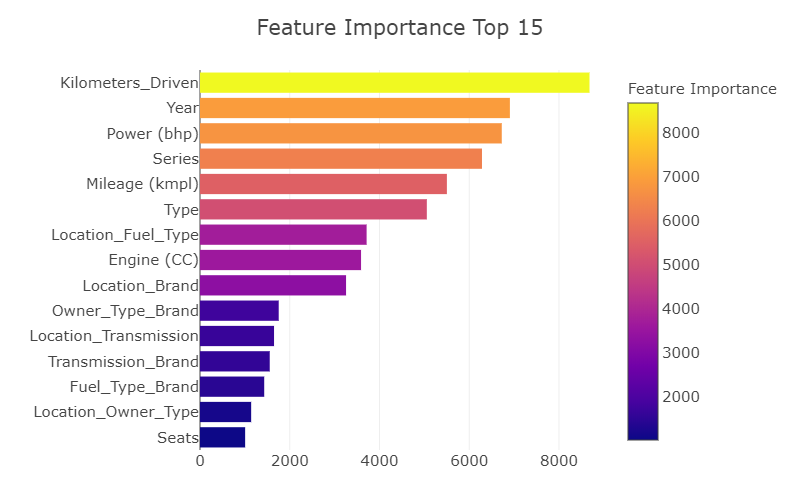 Feature Importance Top 15
Kilometers_Driven
Year
Power (bhp)
Series
Mileage (kmpl)
Type
Location_Fuel_Type
Engine (CC)
Location_Brand
Owner_Type_Brand
Location_Transmission
Transmission_Brand
Fuel_Type_Brand
Location_Owner_Type
Seats
0 2000 4000 6000 8000
Feature Importance
8000
7000
6000
5000
4000
3000
2000